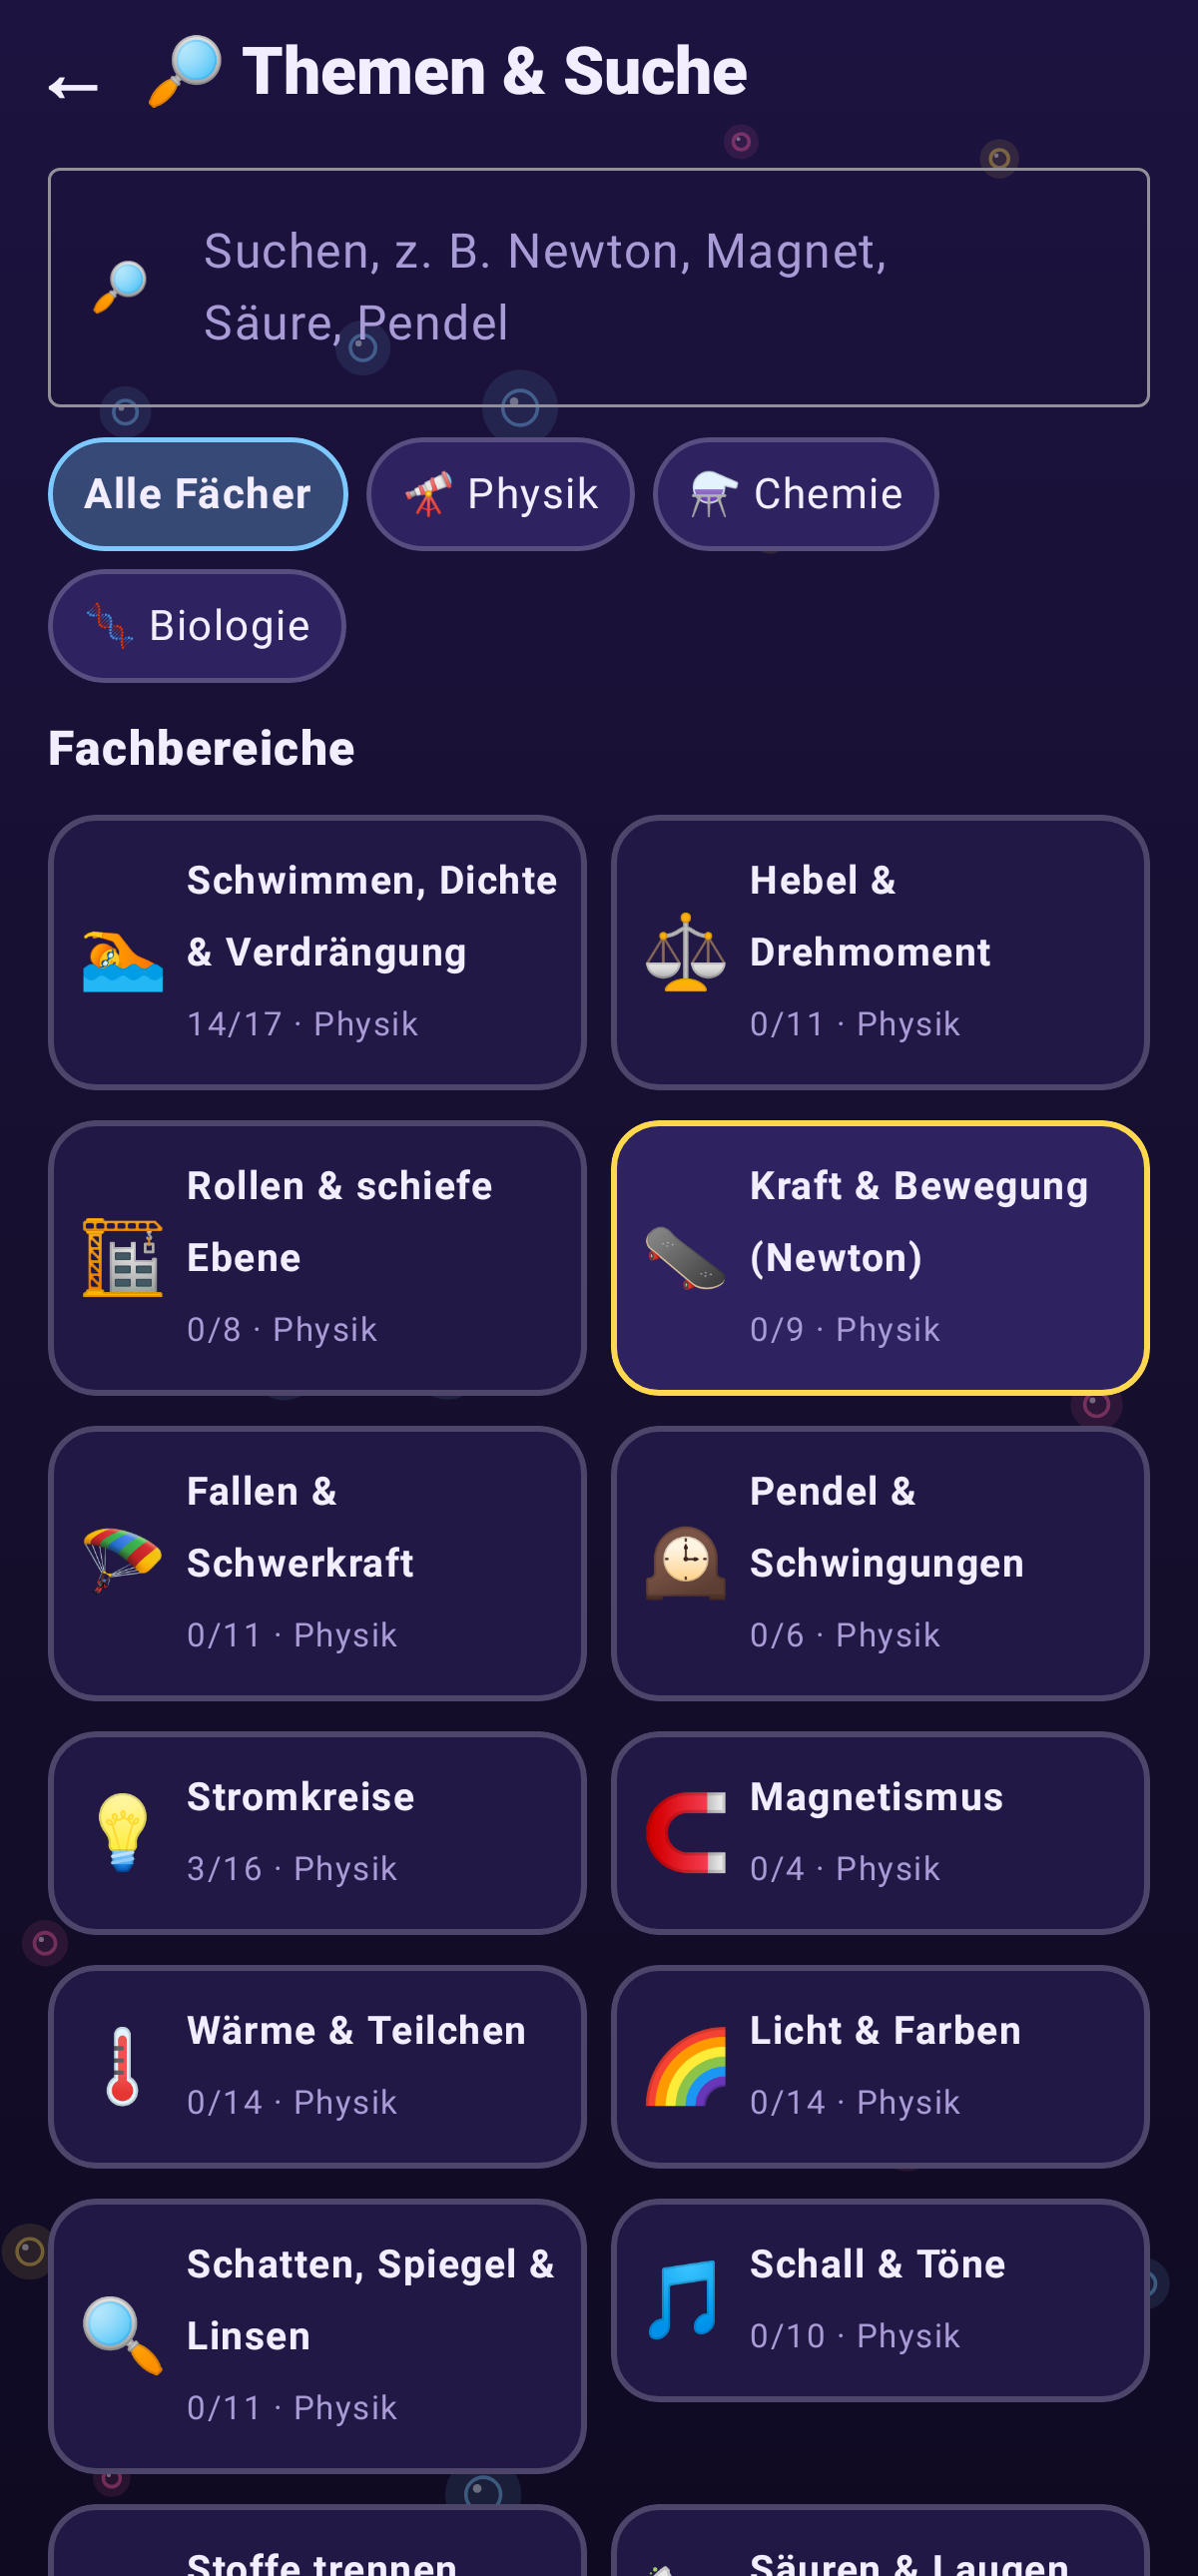 ← 🔎 Themen & Suche
Suchen, z. B. Newton, Magnet,
Säure, Pendel
Alle Fächer
Physik
Chemie
Biologie
Fachbereiche
Schwimmen, Dichte
& Verdrängung
14/17 · Physik
Hebel &
Drehmoment
0/11 · Physik
Rollen & schiefe
Ebene
0/8 · Physik
Kraft & Bewegung
(Newton)
0/9 · Physik
Fallen &
Schwerkraft
0/11 · Physik
Pendel &
Schwingungen
0/6 · Physik
Stromkreise
3/16 · Physik
Magnetismus
0/4 · Physik
Wärme & Teilchen
0/14 · Physik
Licht & Farben
0/14 · Physik
Schatten, Spiegel &
Linsen
0/11 · Physik
Schall & Töne
0/10 · Physik
Stoffe trennen
Säuren & Laugen